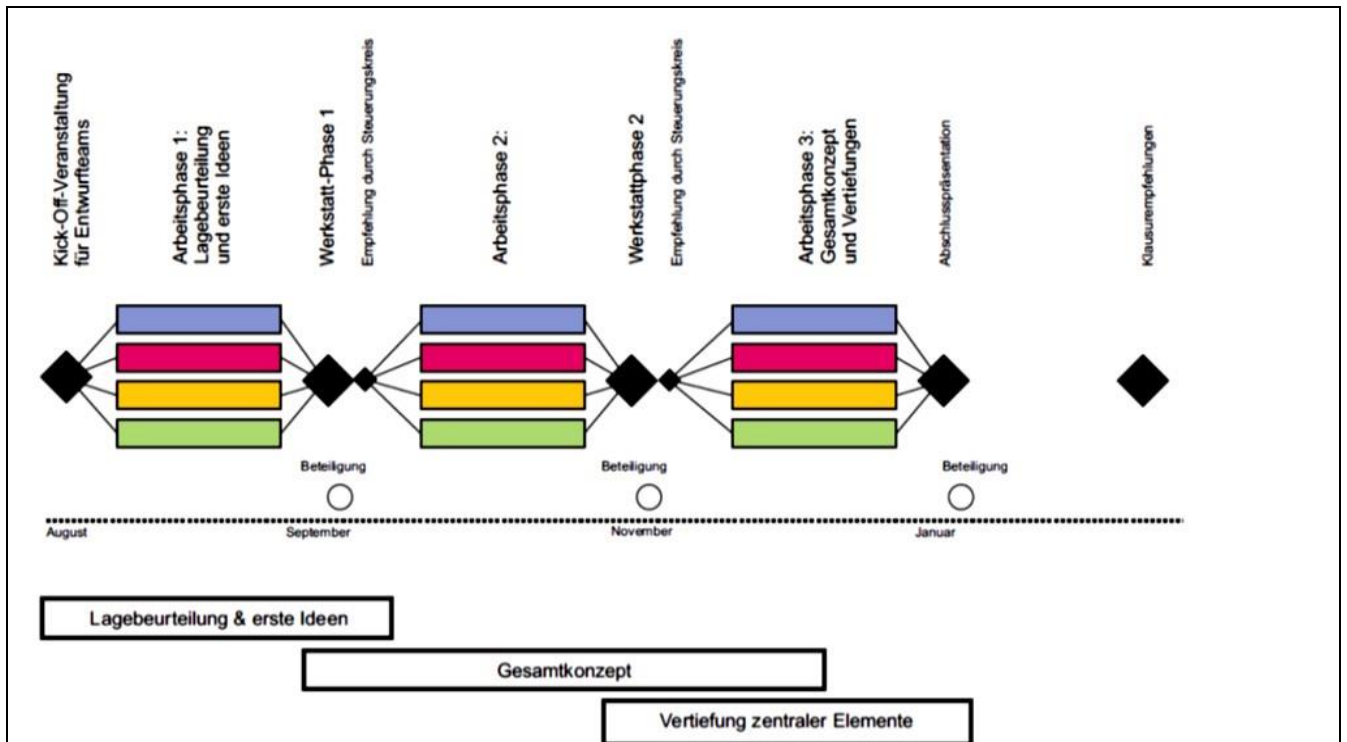 Kick-Off-Veranstaltung
für Entwurfteams
Arbeitsphase 1:
Lagebeurteilung
und erste Ideen
Werkstatt-Phase 1
Empfehlung durch Steuerungskreis
Arbeitsphase 2:
Werkstattphase 2
Empfehlung durch Steuerungskreis
Arbeitsphase 3:
Gesamtkonzept
und Vertiefungen
Abschlusspräsentation
Klausurempfehlungen
Beteiligung
Beteiligung
Beteiligung
August
September
November
Januar
Lagebeurteilung & erste Ideen
Gesamtkonzept
Vertiefung zentraler Elemente